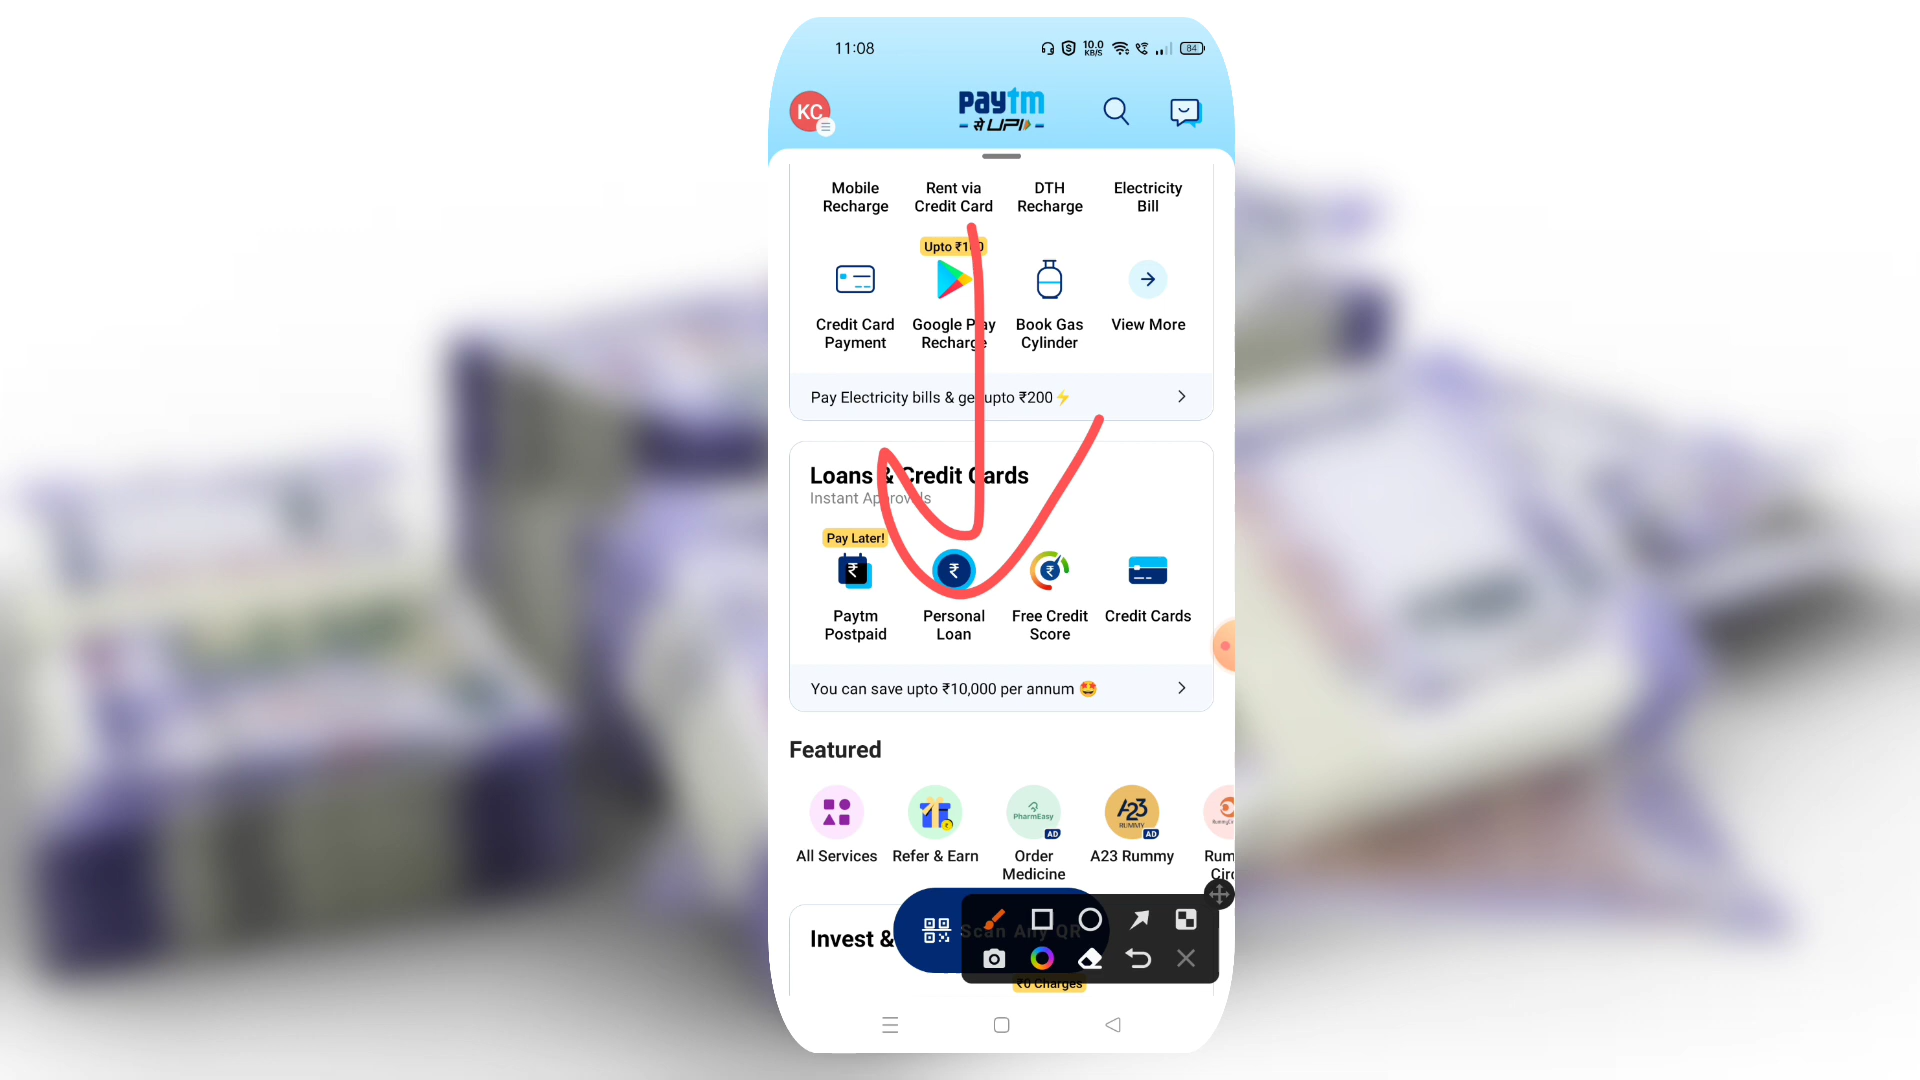 11:08
10.0
KB/S
84
KC
paytm
से UPI
Mobile
Recharge
Rent via
Credit Card
DTH
Recharge
Electricity
Bill
Upto ₹100
Credit Card
Payment
Google Play
Recharge
Book Gas
Cylinder
View More
Pay Electricity bills & get upto ₹200⚡
Loans & Credit Cards
Instant Approvals
Pay Later!
Paytm
Postpaid
Personal
Loan
Free Credit
Score
Credit Cards
You can save upto ₹10,000 per annum 🤩
Featured
PharmEasy
AD
A23
RUMMY
AD
All Services
Refer & Earn
Order
Medicine
A23 Rummy
Rum
Circ
Invest &
Scan Any QR
₹0 Charges